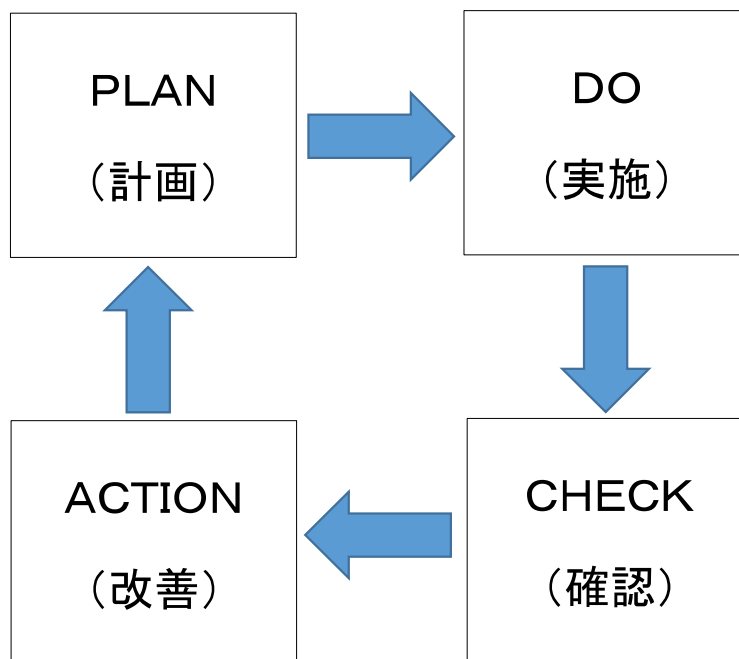 PLAN
（計画）
DO
（実施）
ACTION
（改善）
CHECK
（確認）